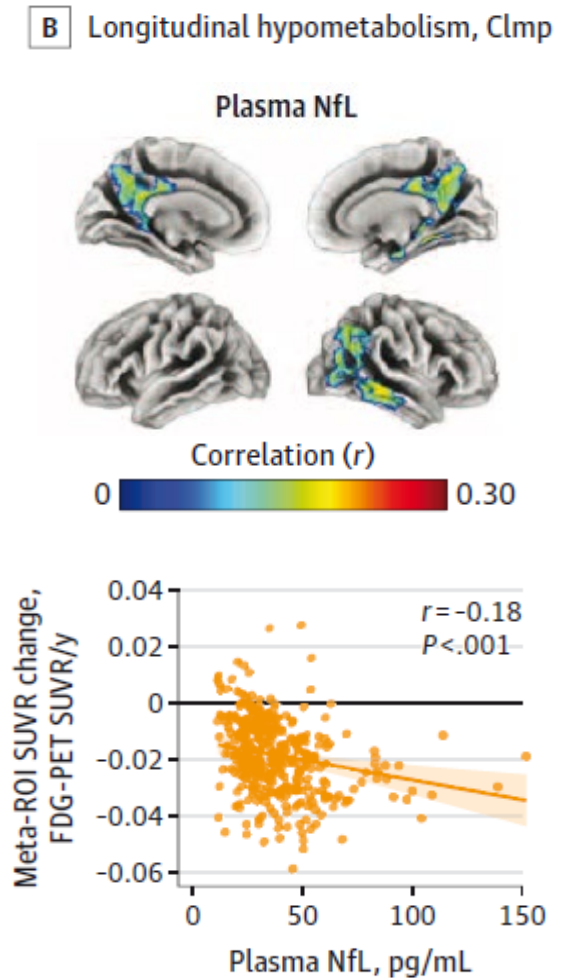 B Longitudinal hypometabolism, CImp
Plasma NfL
Correlation (r)
0 0.30
Meta-ROI SUVR change,
FDG-PET SUVR/y
0.04
0.02
0
-0.02
-0.04
-0.06
r = -0.18
P<.001
0 50 100 150
Plasma NfL, pg/mL